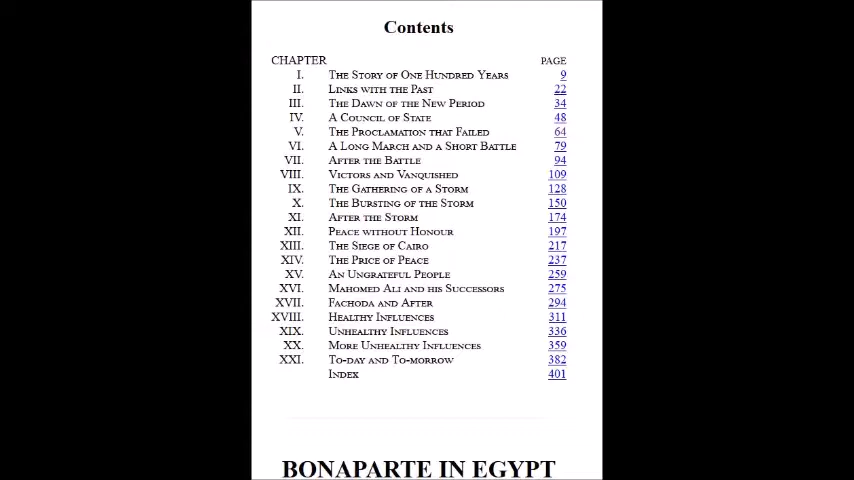 Contents
CHAPTER PAGE
I. The Story of One Hundred Years 9
II. Links with the Past 22
III. The Dawn of the New Period 34
IV. A Council of State 48
V. The Proclamation that Failed 64
VI. A Long March and a Short Battle 79
VII. After the Battle 94
VIII. Victors and Vanquished 109
IX. The Gathering of a Storm 128
X. The Bursting of the Storm 150
XI. After the Storm 174
XII. Peace without Honour 197
XIII. The Siege of Cairo 217
XIV. The Price of Peace 237
XV. An Ungrateful People 259
XVI. Mahomed Ali and his Successors 275
XVII. Fachoda and After 294
XVIII. Healthy Influences 311
XIX. Unhealthy Influences 336
XX. More Unhealthy Influences 359
XXI. To-day and To-morrow 382
Index 401
BONAPARTE IN EGYPT